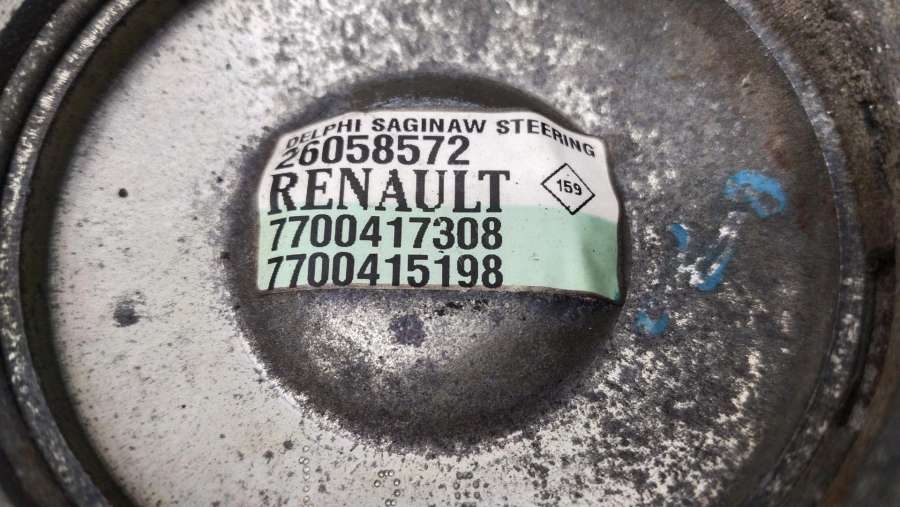 DELPHI SAGINAW STEERING
26058572
RENAULT
159
7700417308
7700415198